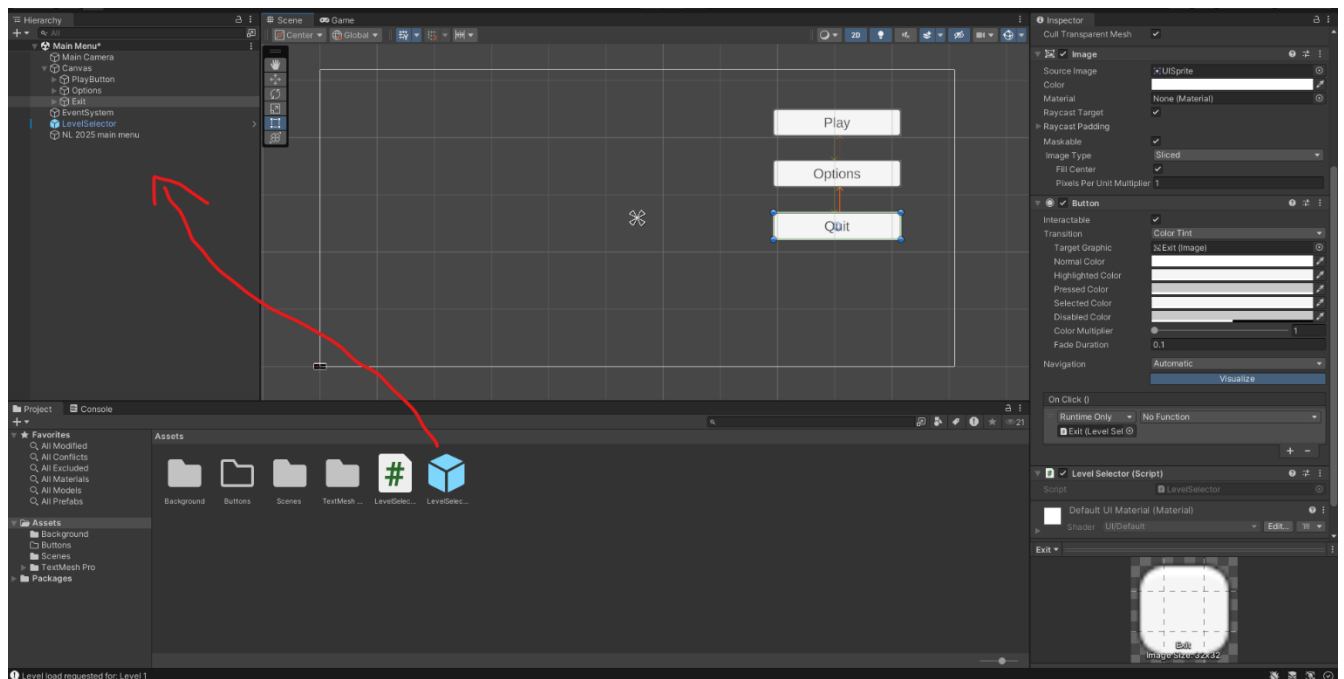 Hierarchy
All
Main Menu*
Main Camera
Canvas
PlayButton
Options
Exit
EventSystem
LevelSelector
NL 2025 main menu
Scene Game
Center Global
2D
Play
Options
Quit
Inspector
Cull Transparent Mesh
Image
Source Image UISprite
Color
Material None (Material)
Raycast Target
Raycast Padding
Maskable
Image Type Sliced
Fill Center
Pixels Per Unit Multiplier 1
Button
Interactable
Transition Color Tint
Target Graphic Exit (Image)
Normal Color
Highlighted Color
Pressed Color
Selected Color
Disabled Color
Color Multiplier 1
Fade Duration 0.1
Navigation Automatic
Visualize
On Click ()
Runtime Only No Function
Exit (Level Sel
+ -
Level Selector (Script)
Script LevelSelector
Default UI Material (Material)
Shader UI/Default Edit...
Exit
Exit
Image Size: 32x32
Project Console
21
Favorites
All Modified
All Conflicts
All Excluded
All Materials
All Models
All Prefabs
Assets
Background
Buttons
Scenes
TextMesh Pro
Packages
Assets
#
Background Buttons Scenes TextMesh ... LevelSelec... LevelSelec...
Level load requested for: Level 1